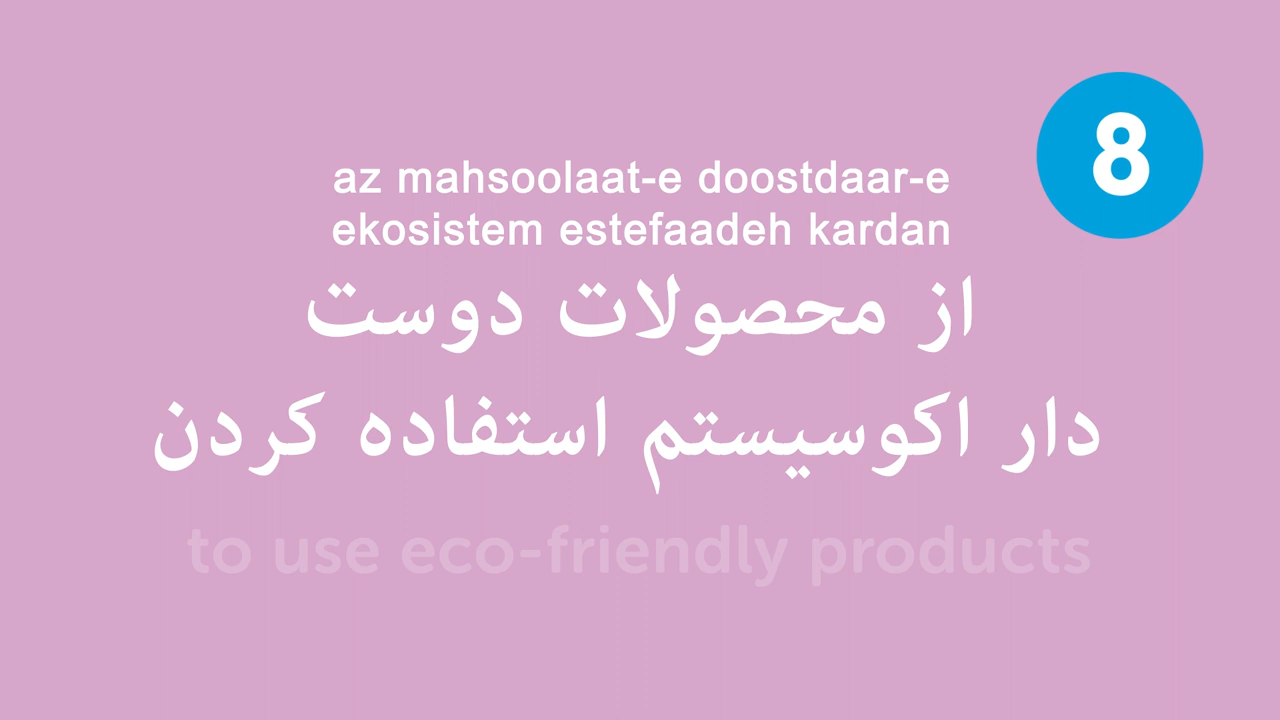 8
az mahsoolaat-e doostdaar-e
ekosistem estefaadeh kardan
از محصولات دوست
دار اکوسیستم استفاده کردن
to use eco-friendly products